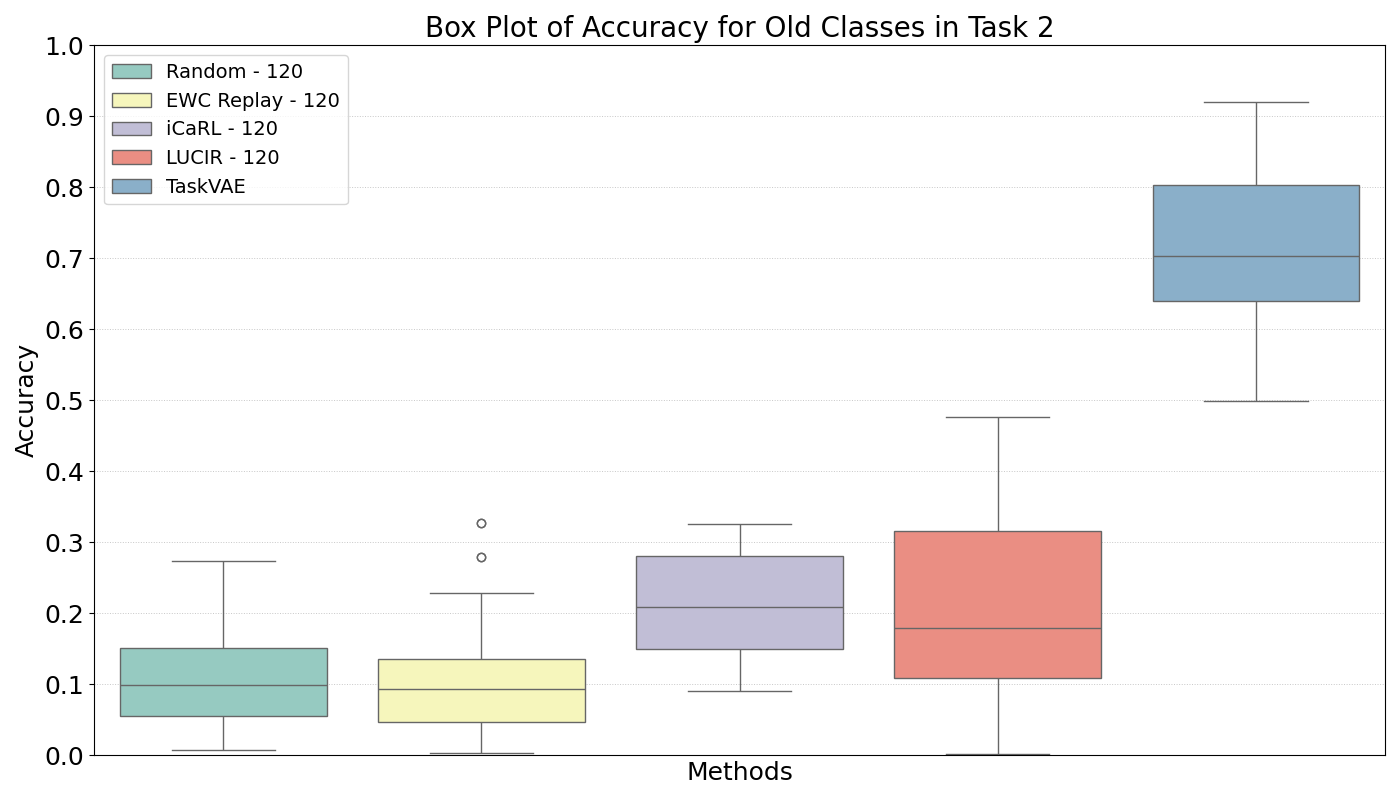 Box Plot of Accuracy for Old Classes in Task 2
1.0
0.9
0.8
0.7
0.6
0.5
0.4
0.3
0.2
0.1
0.0
Accuracy
Random - 120
EWC Replay - 120
iCaRL - 120
LUCIR - 120
TaskVAE
Methods